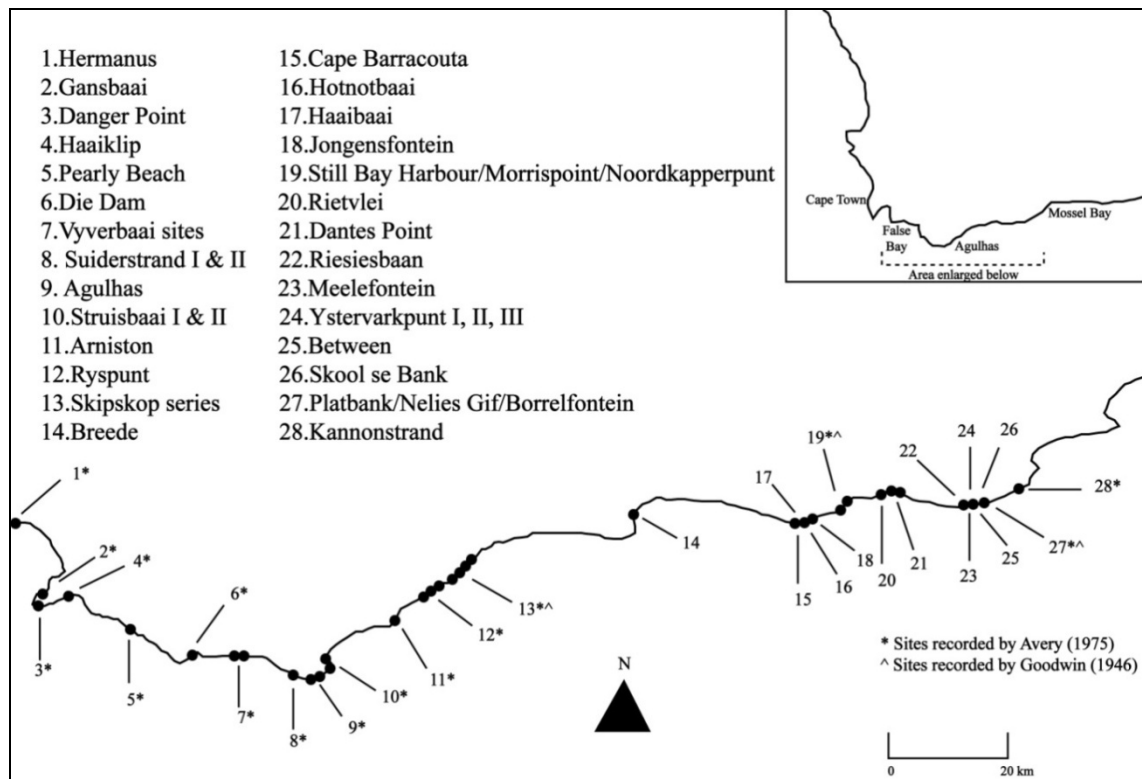 1.Hermanus
2.Gansbaai
3.Danger Point
4.Haaiklip
5.Pearly Beach
6.Die Dam
7.Vyverbaai sites
8. Suiderstrand I & II
9. Agulhas
10.Struisbaai I & II
11.Arniston
12.Ryspunt
13.Skipskop series
14.Breede
15.Cape Barracouta
16.Hotnotbaai
17.Haaibaai
18.Jongensfontein
19.Still Bay Harbour/Morrispoint/Noordkapperpunt
20.Rietvlei
21.Dantes Point
22.Riesiesbaan
23.Meelefontein
24.Ystervarkpunt I, II, III
25.Between
26.Skool se Bank
27.Platbank/Nelies Gif/Borrelfontein
28.Kannonstrand
Cape Town
False
Bay
Agulhas
Mossel Bay
Area enlarged below
1*
2*
3*
4*
5*
6*
7*
8*
9*
10*
11*
12*
13*^
14
15
16
17
18
19*^
20
21
22
23
24
25
26
27*^
28*
* Sites recorded by Avery (1975)
^ Sites recorded by Goodwin (1946)
N
0
20 km